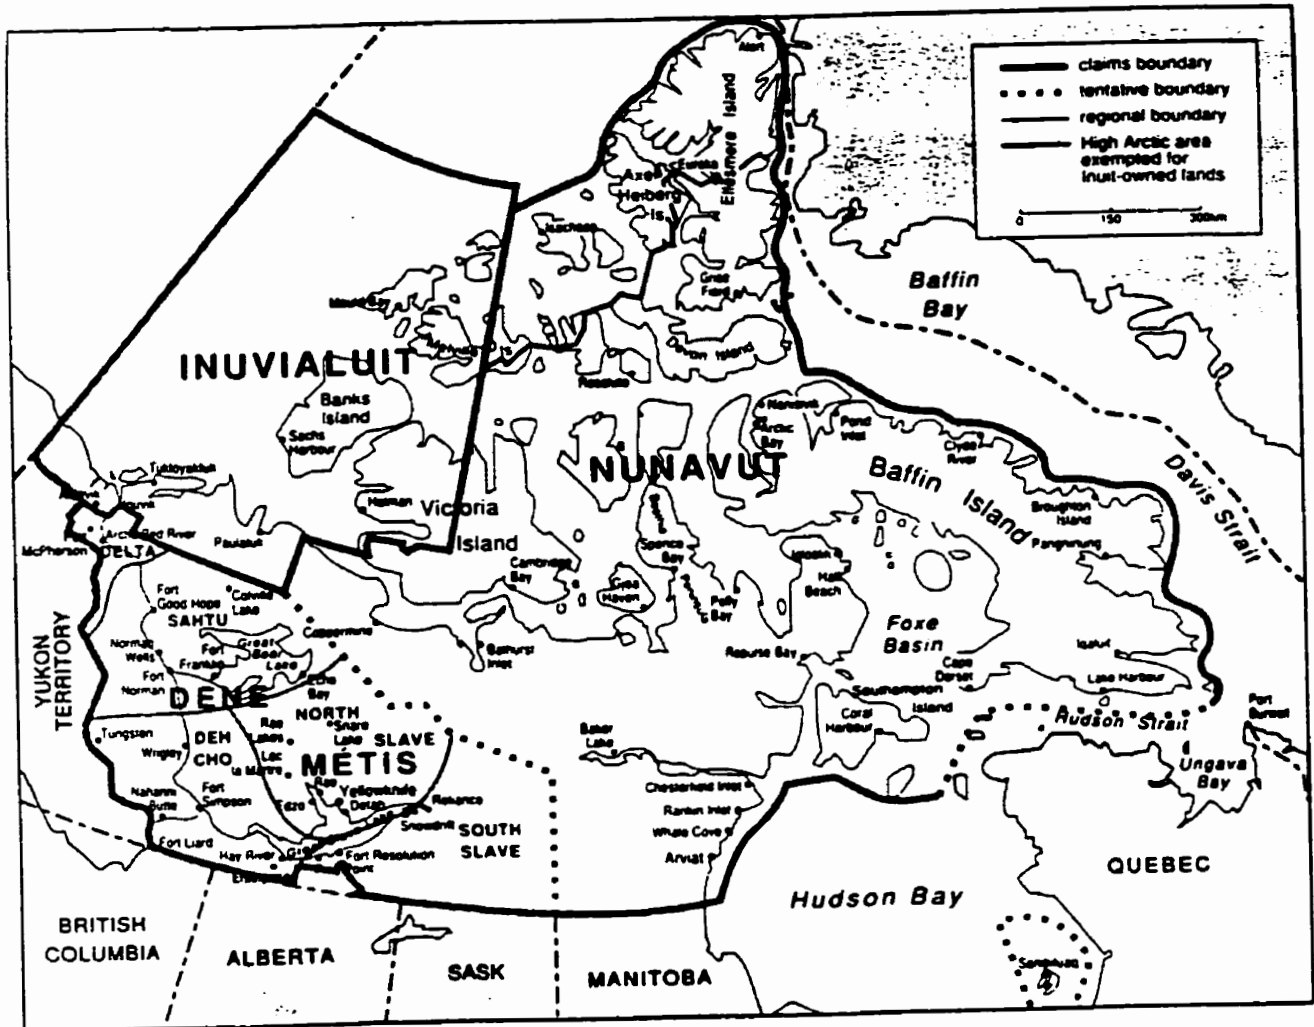 Alert
claims boundary
tentative boundary
regional boundary
High Arctic area
exempted for
Inuit-owned lands
0 150 300km
Ellesmere Island
Eureka
Axel
Heiberg
Is.
Isachsen
Grise
Fiord
Baffin
Bay
Mould Bay
Devon Island
Resolute
INUVIALUIT
Banks
Island
Sachs
Harbour
Nanisivik
Arctic
Bay
Pond
Inlet
Clyde
River
NUNAVUT
Baffin
Island
Davis Strait
Tuktoyaktuk
Holman
Victoria
Island
Broughton
Island
Pangnirtung
McPherson
Arctic Red River
DELTA
Paulatuk
Spence
Bay
Igloolik
Hall
Beach
Cambridge
Bay
Gjoa
Haven
Pelly
Bay
Fort
Good Hope
Colville
Lake
SAHTU
Coppermine
Foxe
Basin
YUKON
TERRITORY
Norman
Wells
Fort
Franklin
Great
Bear
Lake
Bathurst
Inlet
Repulse Bay
Cape
Dorset
Iqaluit
Lake Harbour
Fort
Norman
DENE
Echo
Bay
Southampton
Island
Coral
Harbour
Hudson Strait
Port
Burwell
Tungsten
Wrigley
DEH
CHO
NORTH
SLAVE
Rae
Lakes
Snare
Lake
Lac
la Martre
MÉTIS
Baker
Lake
Ungava
Bay
Nahanni
Butte
Fort
Simpson
Rae
Edzo
Yellowknife
Detah
Reliance
Snowdrift
Chesterfield Inlet
Rankin Inlet
Whale Cove
Arviat
Fort Liard
Hay River
Fort Resolution
SOUTH
SLAVE
QUEBEC
Hudson Bay
BRITISH
COLUMBIA
ALBERTA
SASK
MANITOBA
Sanikiluaq